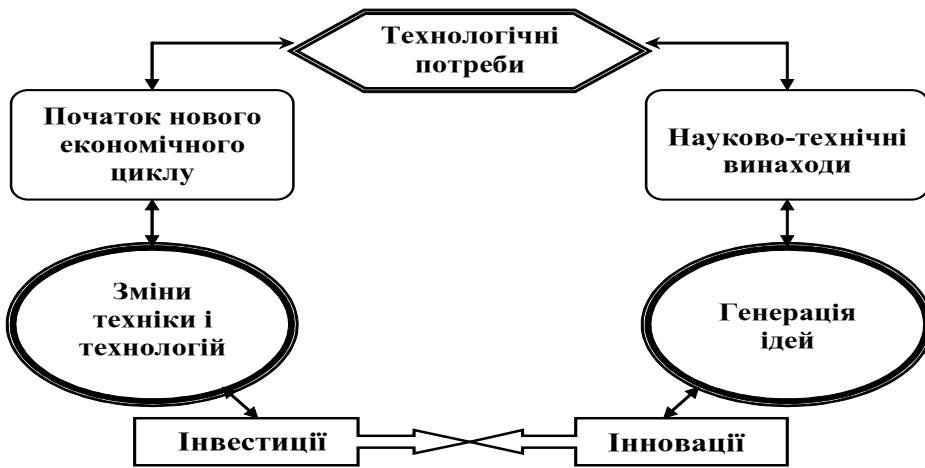 Технологічні
потреби
Початок нового
економічного
циклу
Науково-технічні
винаходи
Зміни
техніки і
технологій
Генерація
ідей
Інвестиції
Інновації